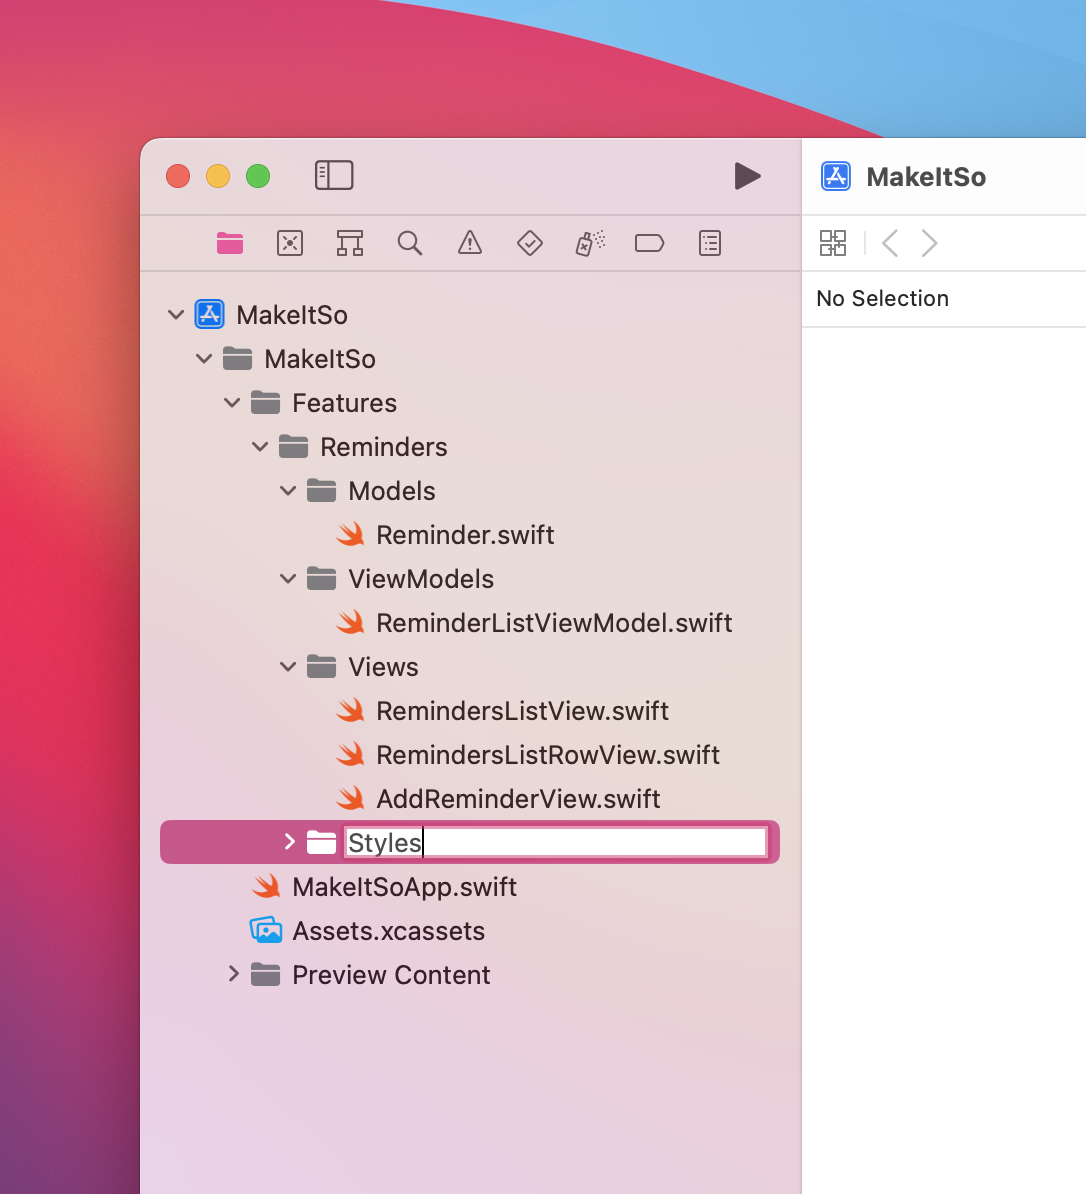 MakeItSo
No Selection
MakeItSo
MakeItSo
Features
Reminders
Models
Reminder.swift
ViewModels
ReminderListViewModel.swift
Views
RemindersListView.swift
RemindersListRowView.swift
AddReminderView.swift
Styles
MakeItSoApp.swift
Assets.xcassets
Preview Content